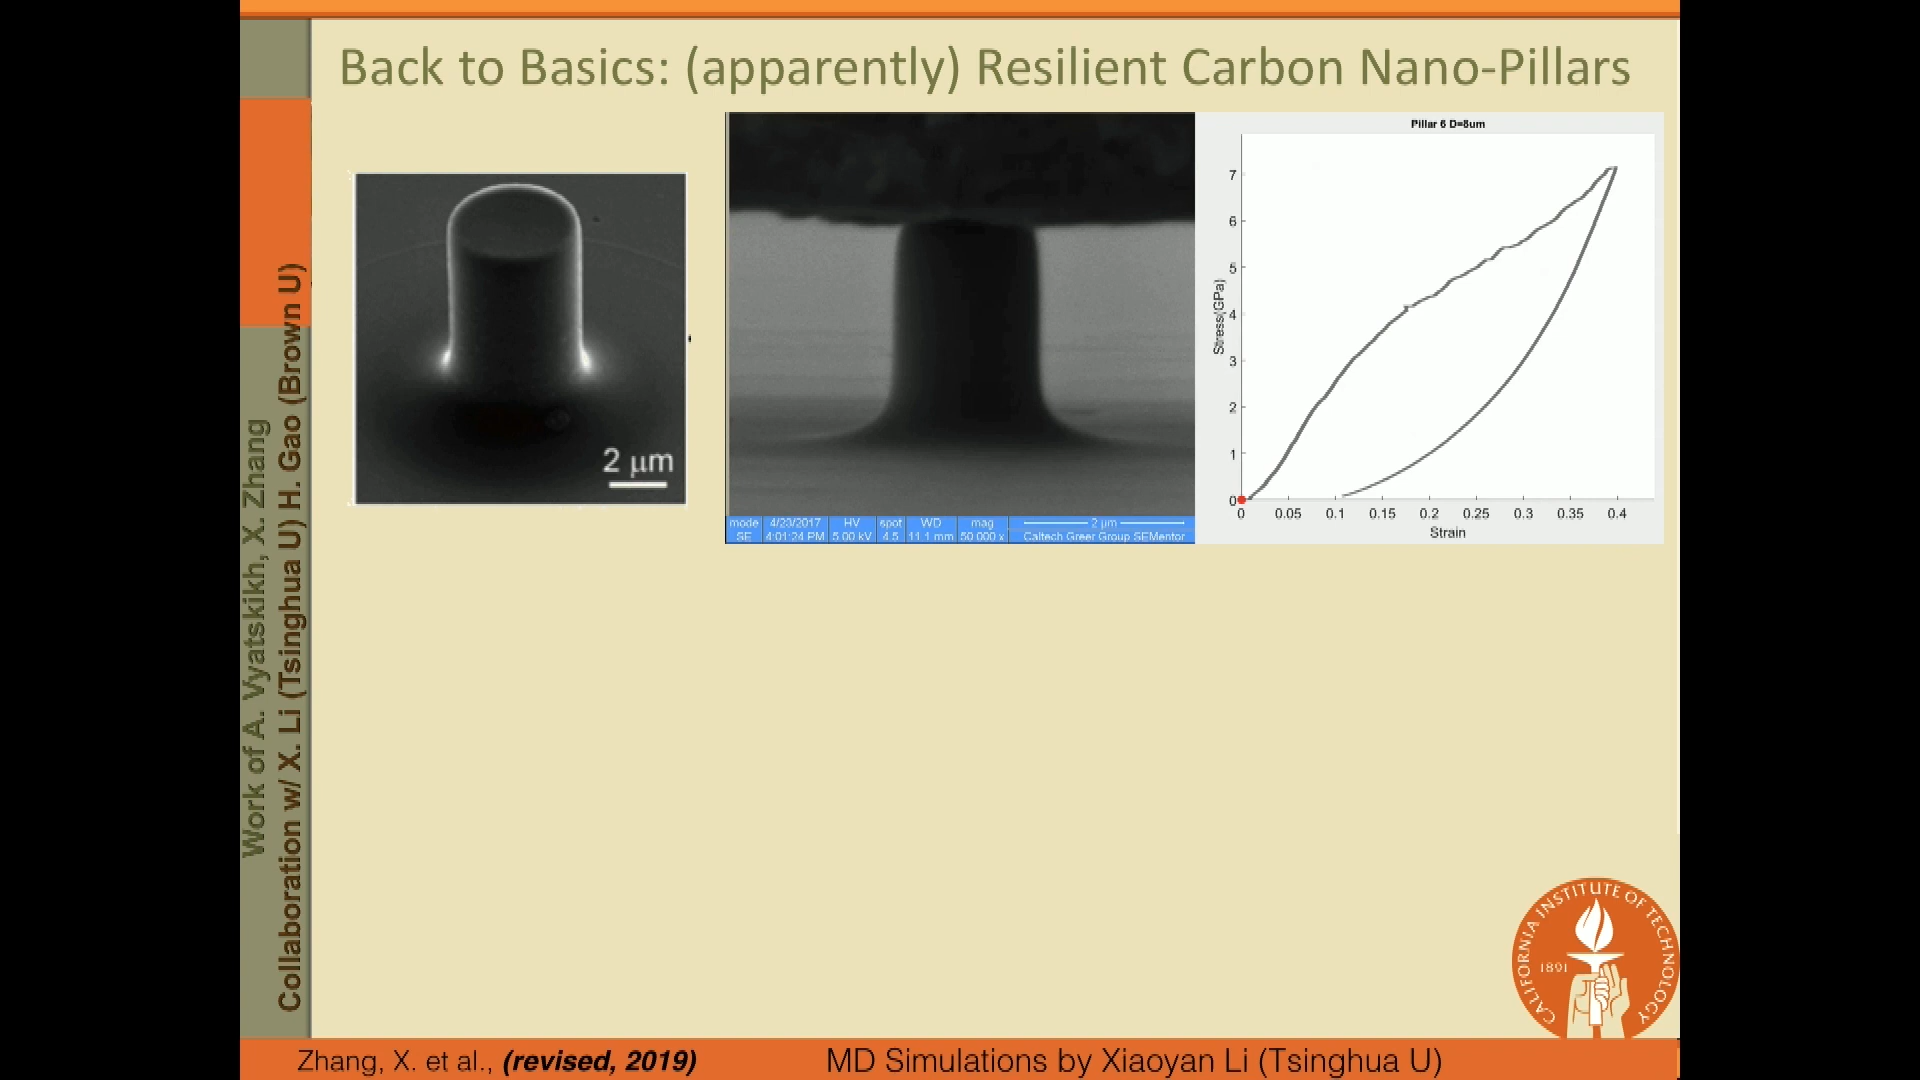 Back to Basics: (apparently) Resilient Carbon Nano-Pillars
Work of A. Vyatskikh, X. Zhang
Collaboration w/ X. Li (Tsinghua U) H. Gao (Brown U)
2 μm
mode 4/23/2017 HV spot WD mag 2 μm
SE 4:01:24 PM 5.00 kV 4.5 11.1 mm 50 000 x Caltech Greer Group SEMentor
Pillar 6 D=8um
Stress(GPa)
7
6
5
4
3
2
1
0
0 0.05 0.1 0.15 0.2 0.25 0.3 0.35 0.4
Strain
CALIFORNIA INSTITUTE OF TECHNOLOGY
1891
Zhang, X. et al., (revised, 2019) MD Simulations by Xiaoyan Li (Tsinghua U)